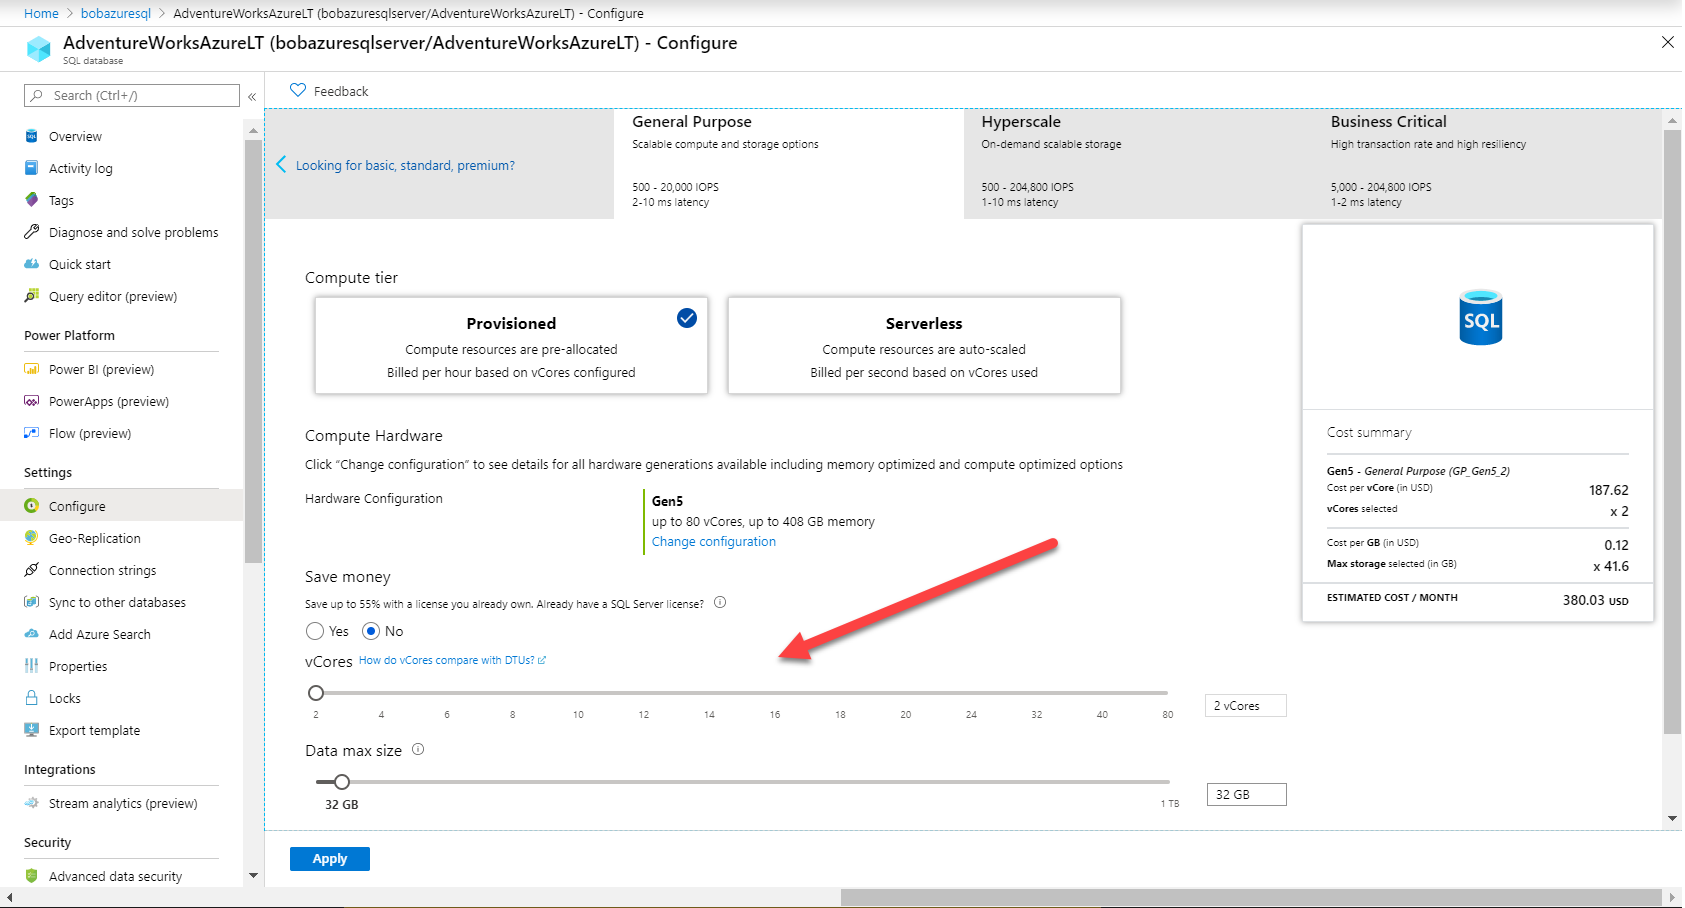 Home > bobazuresql > AdventureWorksAzureLT (bobazuresqlserver/AdventureWorksAzureLT) - Configure
AdventureWorksAzureLT (bobazuresqlserver/AdventureWorksAzureLT) - Configure
SQL database
Search (Ctrl+/)
«
Overview
Activity log
Tags
Diagnose and solve problems
Quick start
Query editor (preview)
Power Platform
Power BI (preview)
PowerApps (preview)
Flow (preview)
Settings
Configure
Geo-Replication
Connection strings
Sync to other databases
Add Azure Search
Properties
Locks
Export template
Integrations
Stream analytics (preview)
Security
Advanced data security
Feedback
Looking for basic, standard, premium?
General Purpose
Scalable compute and storage options
500 - 20,000 IOPS
2-10 ms latency
Hyperscale
On-demand scalable storage
500 - 204,800 IOPS
1-10 ms latency
Business Critical
High transaction rate and high resiliency
5,000 - 204,800 IOPS
1-2 ms latency
Compute tier
Provisioned
Compute resources are pre-allocated
Billed per hour based on vCores configured
Serverless
Compute resources are auto-scaled
Billed per second based on vCores used
Compute Hardware
Click "Change configuration" to see details for all hardware generations available including memory optimized and compute optimized options
Hardware Configuration
Gen5
up to 80 vCores, up to 408 GB memory
Change configuration
Save money
Save up to 55% with a license you already own. Already have a SQL Server license?
Yes No
vCores How do vCores compare with DTUs?
2 4 6 8 10 12 14 16 18 20 24 32 40 80
2 vCores
Data max size
32 GB
1 TB
32 GB
Apply
SQL
Cost summary
Gen5 - General Purpose (GP_Gen5_2)
Cost per vCore (in USD) 187.62
vCores selected x 2
Cost per GB (in USD) 0.12
Max storage selected (in GB) x 41.6
ESTIMATED COST / MONTH 380.03 USD